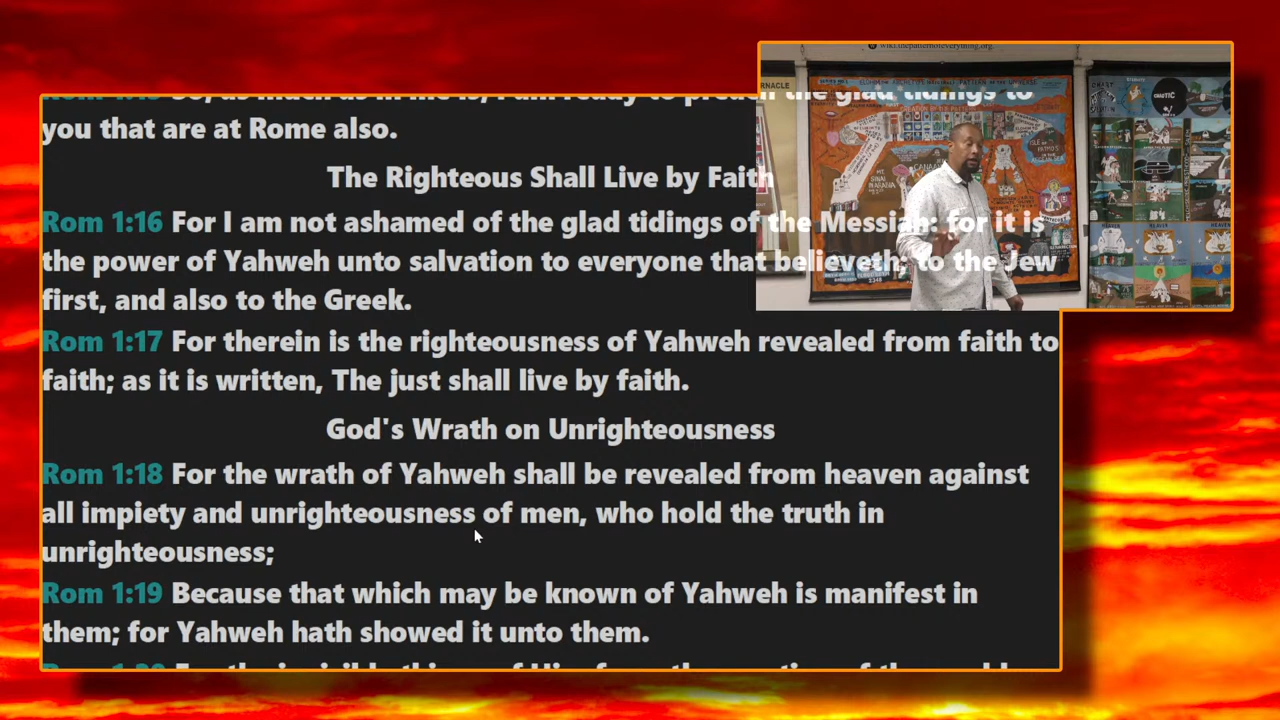 wiki.thepatternofeverything.org
you that are at Rome also.
The Righteous Shall Live by Faith
Rom 1:16 For I am not ashamed of the glad tidings of the Messiah: for it is
the power of Yahweh unto salvation to everyone that believeth; to the Jew
first, and also to the Greek.
Rom 1:17 For therein is the righteousness of Yahweh revealed from faith to
faith; as it is written, The just shall live by faith.
God's Wrath on Unrighteousness
Rom 1:18 For the wrath of Yahweh shall be revealed from heaven against
all impiety and unrighteousness of men, who hold the truth in
unrighteousness;
Rom 1:19 Because that which may be known of Yahweh is manifest in
them; for Yahweh hath showed it unto them.